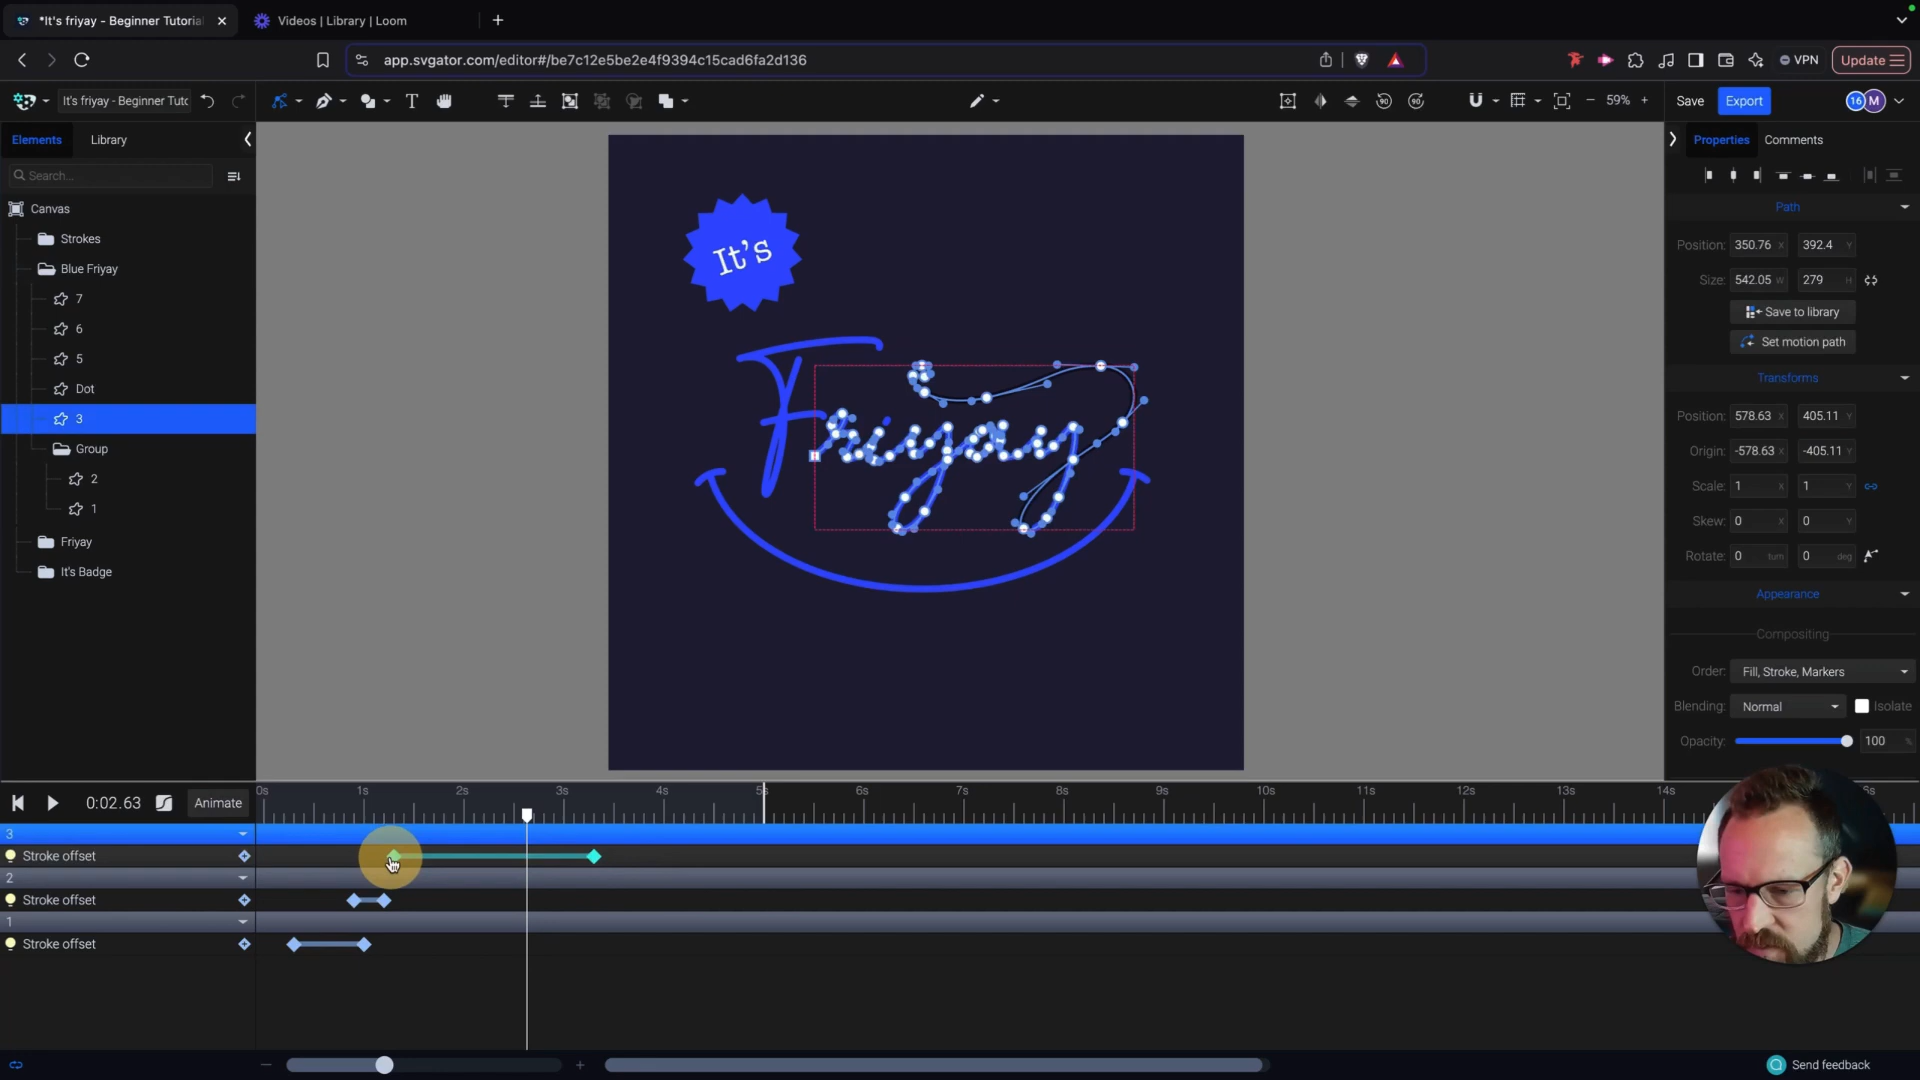 *It's friyay - Beginner Tutoria
Videos | Library | Loom
app.svgator.com/editor#/be7c12e5be2e4f9394c15cad6fa2d136
VPN
Update
It's friyay - Beginner Tutc
59%
Save
Export
16
M
Elements
Library
Properties
Comments
Search...
Canvas
Strokes
Blue Friyay
7
6
5
Dot
3
Group
2
1
Friyay
It's Badge
It's
Friyay
Path
Position: 350.76 X 392.4 Y
Size: 542.05 W 279 H
Save to library
Set motion path
Transforms
Position: 578.63 X 405.11 Y
Origin: -578.63 X -405.11 Y
Scale: 1 X 1 Y
Skew: 0 X 0 Y
Rotate: 0 turn 0 deg
Appearance
Compositing
Order: Fill, Stroke, Markers
Blending: Normal Isolate
Opacity: 100 %
0:02.63
Animate
0s 1s 2s 3s 4s 5s 6s 7s 8s 9s 10s 11s 12s 13s 14s
3
Stroke offset
2
Stroke offset
1
Stroke offset
Send feedback